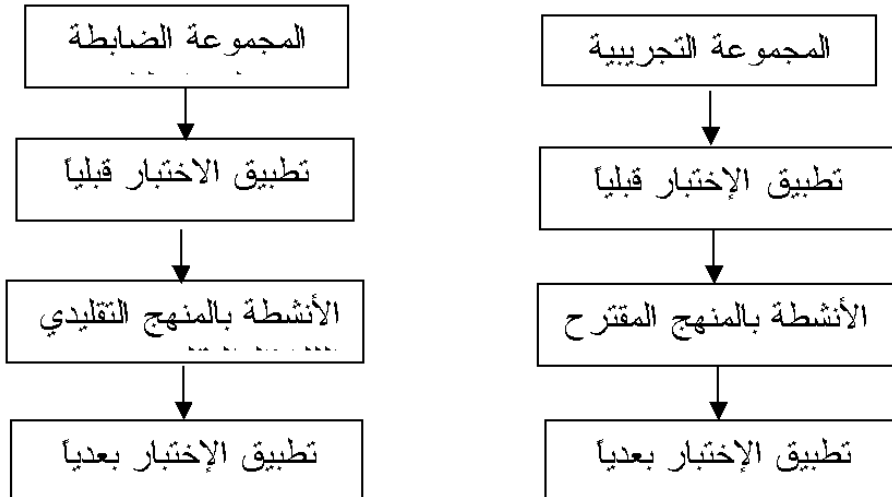 المجموعة التجريبية
المجموعة الضابطة
تطبيق الإختبار قبلياً
تطبيق الاختبار قبلياً
الأنشطة بالمنهج المقترح
الأنشطة بالمنهج التقليدي
تطبيق الإختبار بعدياً
تطبيق الإختبار بعدياً